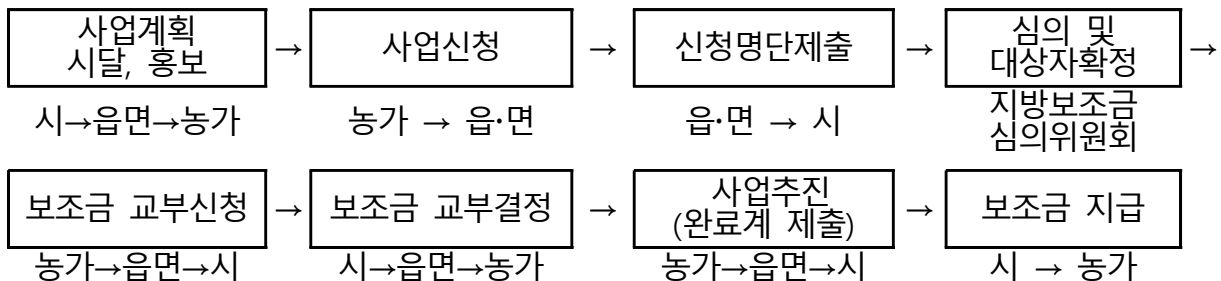 사업계획
시달, 홍보
→
사업신청
→
신청명단제출
→
심의 및
대상자확정
→
시→읍면→농가
농가 → 읍·면
읍·면 → 시
지방보조금
심의위원회
보조금 교부신청
→
보조금 교부결정
→
사업추진
(완료계 제출)
→
보조금 지급
농가→읍면→시
시→읍면→농가
농가→읍면→시
시 → 농가